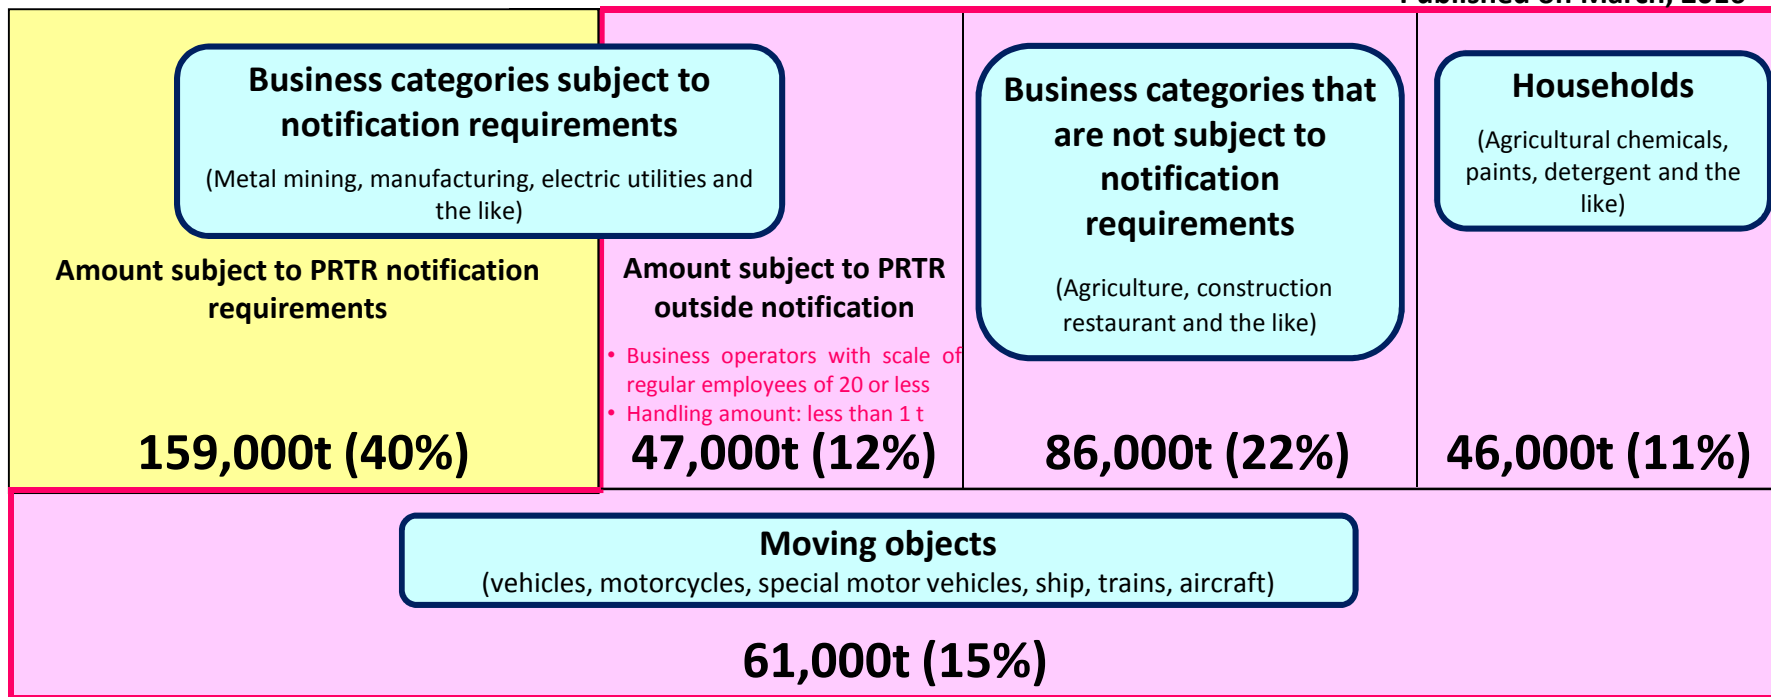 Business categories subject to
notification requirements
(Metal mining, manufacturing, electric utilities and
the like)
Amount subject to PRTR notification
requirements
159,000t (40%)
Amount subject to PRTR
outside notification
• Business operators with scale of
regular employees of 20 or less
• Handling amount: less than 1 t
47,000t (12%)
Business categories that
are not subject to
notification
requirements
(Agriculture, construction
restaurant and the like)
86,000t (22%)
Households
(Agricultural chemicals,
paints, detergent and the
like)
46,000t (11%)
Moving objects
(vehicles, motorcycles, special motor vehicles, ship, trains, aircraft)
61,000t (15%)